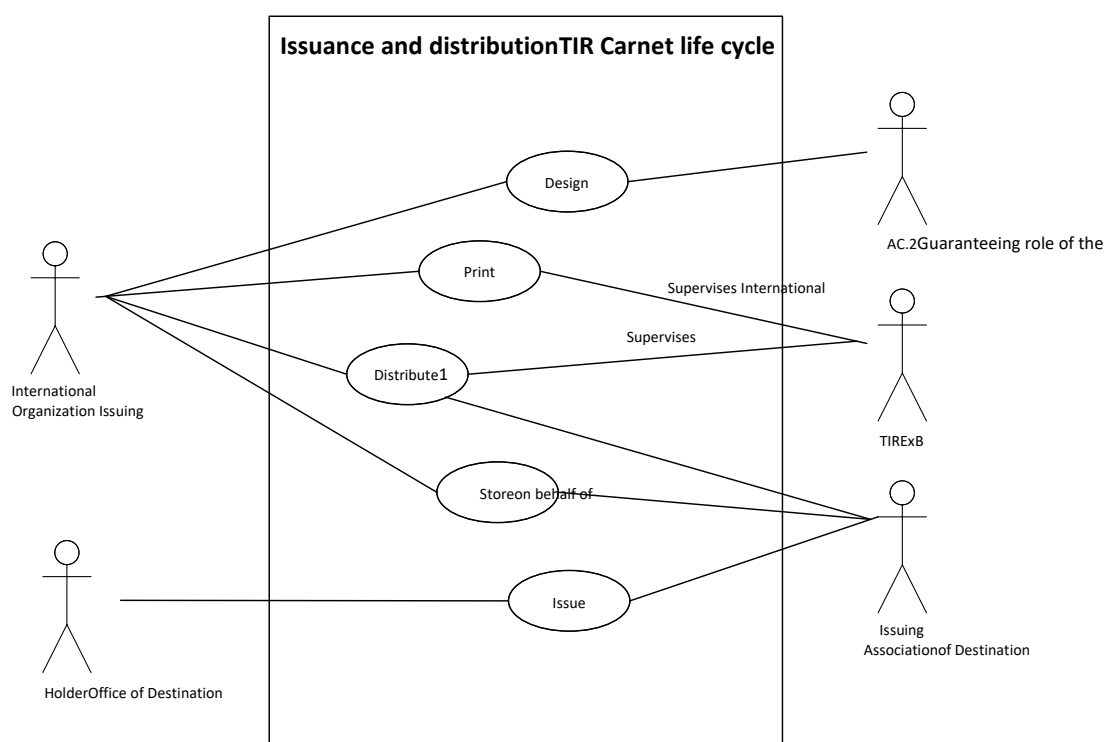 Issuance and distributionTIR Carnet life cycle
Design
AC.2Guaranteeing role of the
Print
Supervises International
Supervises
Distribute1
International
Organization Issuing
TIRExB
Storeon behalf of
Issue
Issuing
Associationof Destination
HolderOffice of Destination